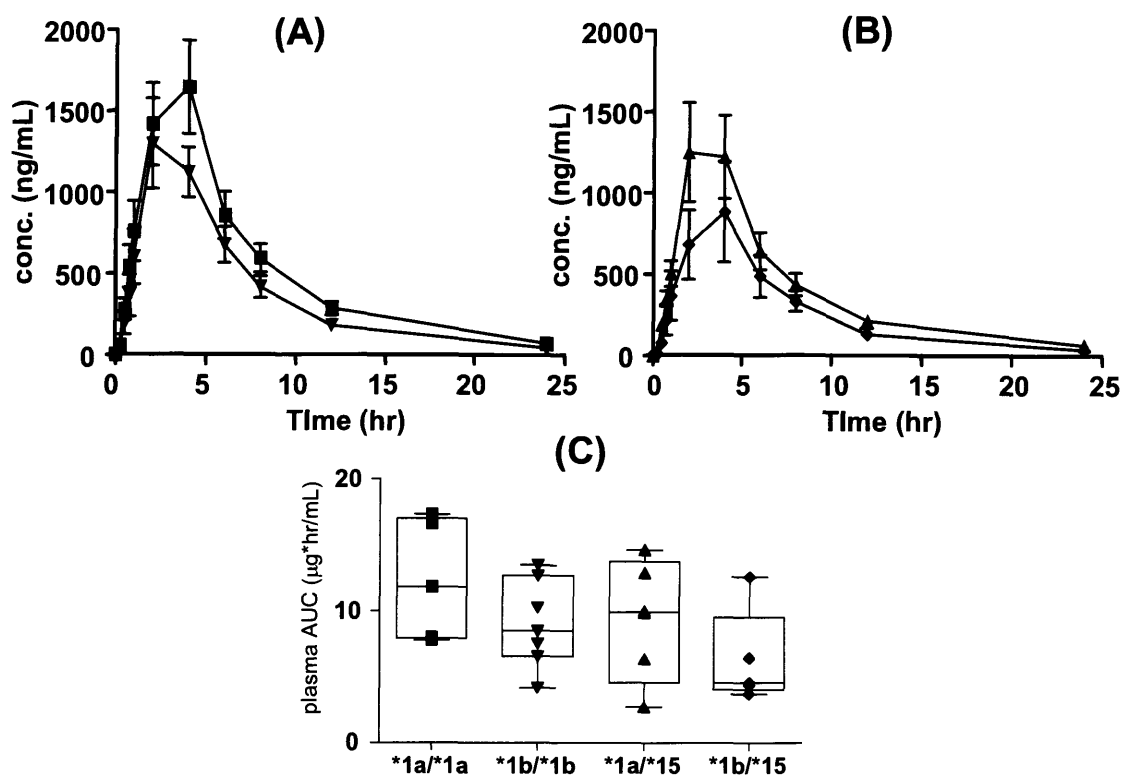 (A)
2000
1500
1000
500
0
conc. (ng/mL)
0 5 10 15 20 25
TIme (hr)
(B)
2000
1500
1000
500
0
conc. (ng/mL)
0 5 10 15 20 25
TIme (hr)
(C)
20
10
0
plasma AUC (μg*hr/mL)
*1a/*1a *1b/*1b *1a/*15 *1b/*15